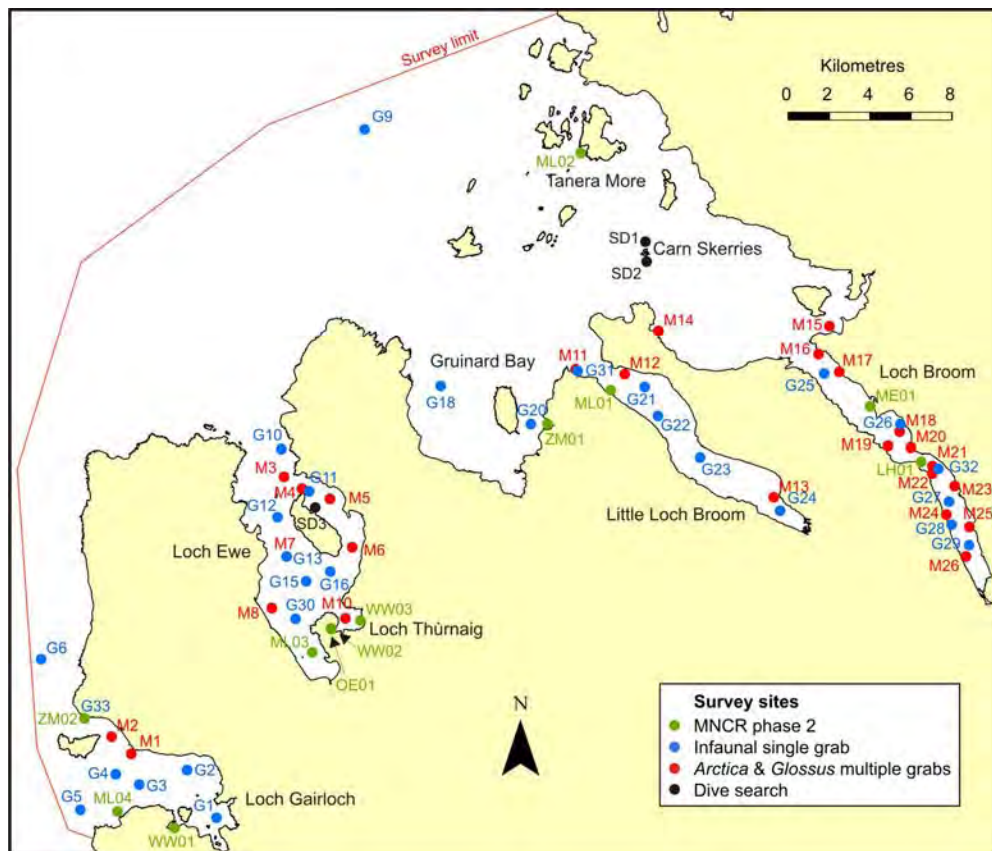 Survey limit
Kilometres
0 2 4 6 8
G9
ML02
Tanera More
SD1
Carn Skerries
SD2
M14
M15
M16
M17
G25
Loch Broom
Gruinard Bay
M11
G31
M12
G18
ML01
G21
ME01
G20
ZM01
G22
G26
M18
M19
M20
G10
LH01
M21
G32
M22
M23
M3
G11
G23
M4
M5
M13
G24
G27
G12
SD3
Little Loch Broom
M24
M25
G28
Loch Ewe
M7
G13
M6
G29
M26
G15
G16
M8
G30
M10
WW03
Loch Thùrnaig
ML03
WW02
G6
OE01
G33
ZM02
M2
M1
N
G4
G2
G3
G5
ML04
G1
Loch Gairloch
WW01
Survey sites
MNCR phase 2
Infaunal single grab
Arctica & Glossus multiple grabs
Dive search